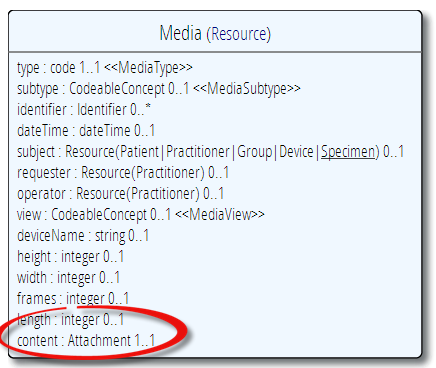 Media (Resource)
type : code 1..1 <<MediaType>>
subtype : CodeableConcept 0..1 <<MediaSubtype>>
identifier : Identifier 0..*
dateTime : dateTime 0..1
subject : Resource(Patient|Practitioner|Group|Device|Specimen) 0..1
requester : Resource(Practitioner) 0..1
operator : Resource(Practitioner) 0..1
view : CodeableConcept 0..1 <<MediaView>>
deviceName : string 0..1
height : integer 0..1
width : integer 0..1
frames : integer 0..1
length : integer 0..1
content : Attachment 1..1